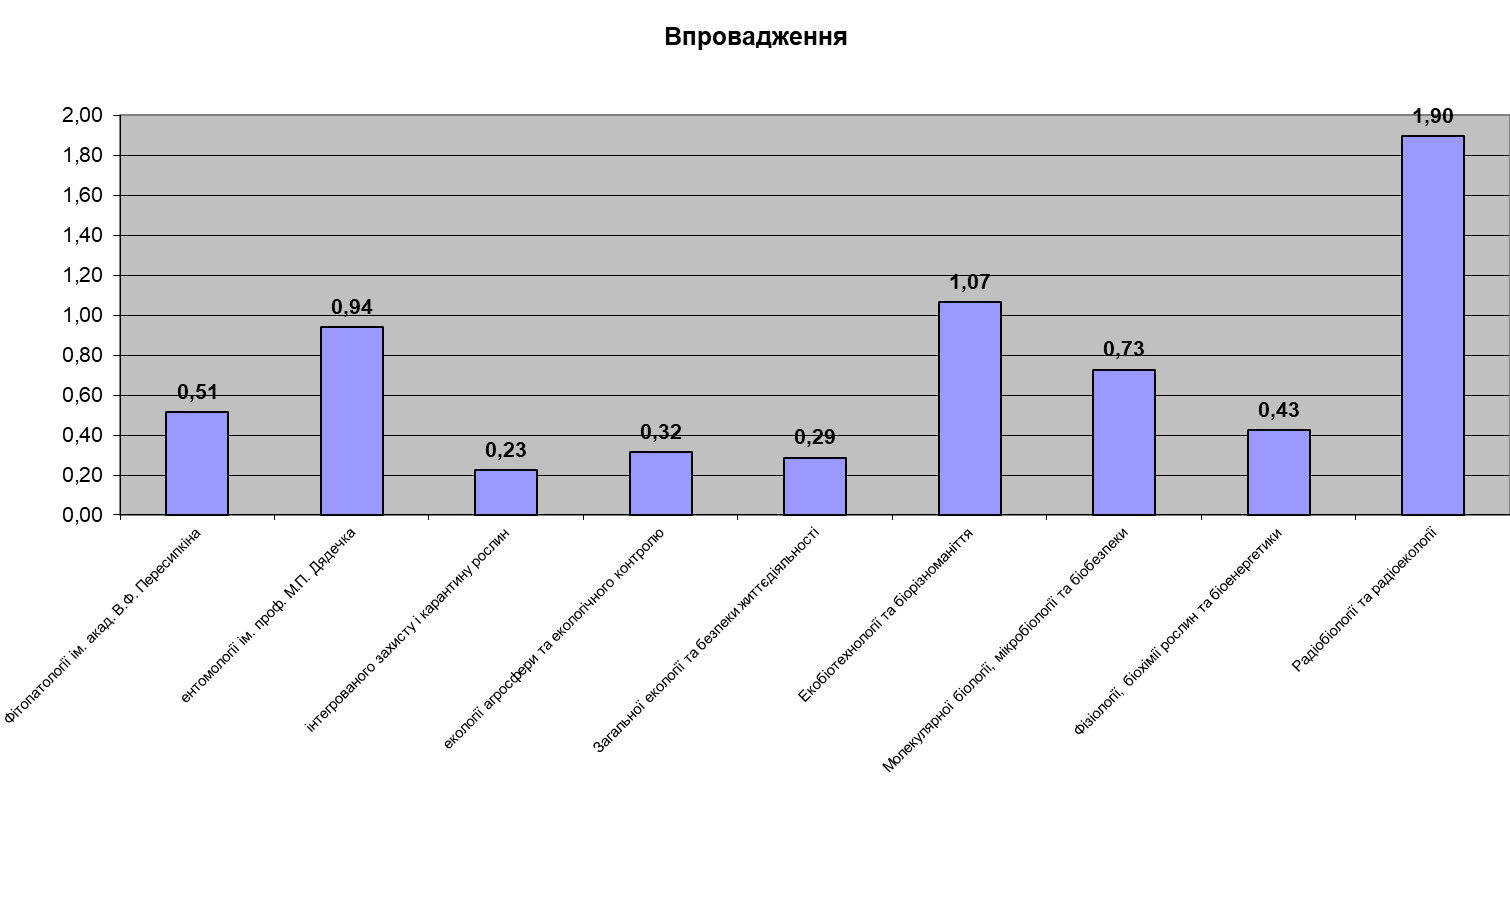 Впровадження
2,00
1,80
1,60
1,40
1,20
1,00
0,80
0,60
0,40
0,20
0,00
0,51
0,94
0,23
0,32
0,29
1,07
0,73
0,43
1,90
Фітопатології ім. акад. В.Ф. Пересипкіна
ентомології ім. проф. М.П. Дядечка
інтегрованого захисту і карантину рослин
екології агросфери та екологічного контролю
Загальної екології та безпеки життєдіяльності
Екобіотехнології та біорізноманіття
Молекулярної біології, мікробіології та біобезпеки
Фізіології, біохімії рослин та біоенергетики
Радіобіології та радіоекології